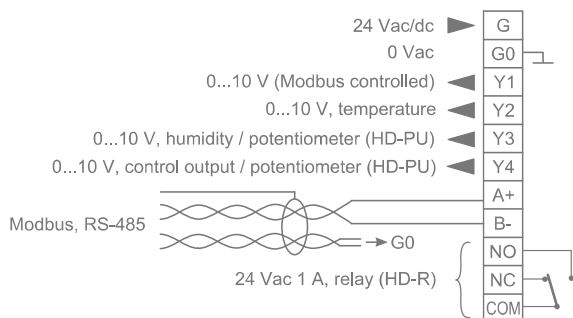 24 Vac/dc G
0 Vac G0
0...10 V (Modbus controlled) Y1
0...10 V, temperature Y2
0...10 V, humidity / potentiometer (HD-PU) Y3
0...10 V, control output / potentiometer (HD-PU) Y4
A+
Modbus, RS-485 B-
G0
NO
24 Vac 1 A, relay (HD-R) NC
COM